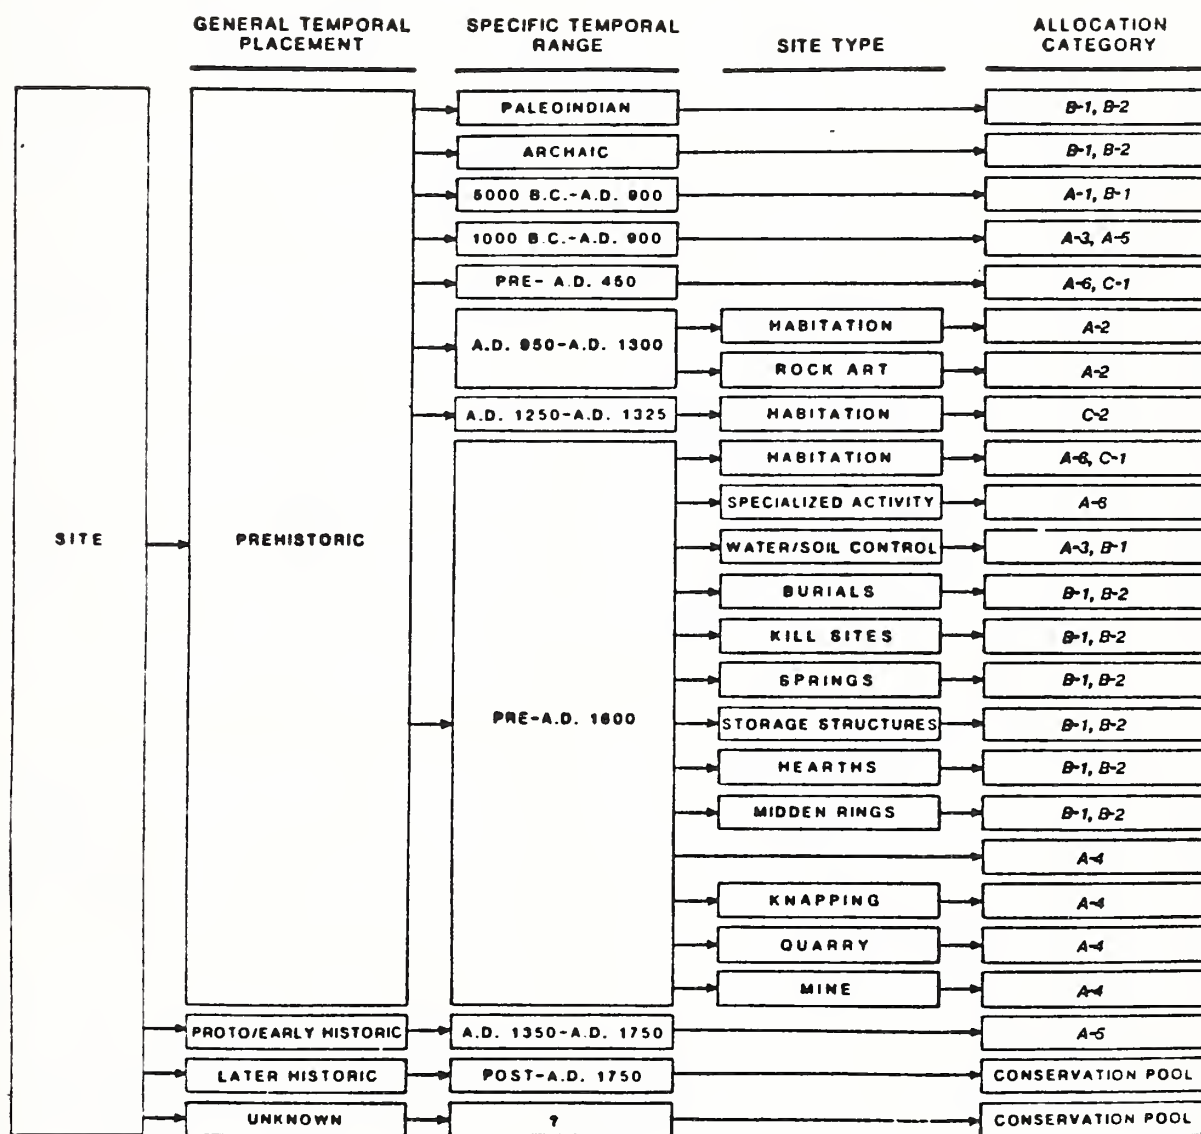 GENERAL TEMPORAL PLACEMENT
SPECIFIC TEMPORAL RANGE
SITE TYPE
ALLOCATION CATEGORY
SITE
PREHISTORIC
PALEOINDIAN
B-1, B-2
ARCHAIC
B-1, B-2
5000 B.C.-A.D. 900
A-1, B-1
1000 B.C.-A.D. 900
A-3, A-5
PRE- A.D. 450
A-6, C-1
A.D. 950-A.D. 1300
HABITATION
A-2
ROCK ART
A-2
A.D. 1250-A.D. 1325
HABITATION
C-2
PRE-A.D. 1600
HABITATION
A-6, C-1
SPECIALIZED ACTIVITY
A-6
WATER/SOIL CONTROL
A-3, B-1
BURIALS
B-1, B-2
KILL SITES
B-1, B-2
SPRINGS
B-1, B-2
STORAGE STRUCTURES
B-1, B-2
HEARTHS
B-1, B-2
MIDDEN RINGS
B-1, B-2
A-4
KNAPPING
A-4
QUARRY
A-4
MINE
A-4
PROTO/EARLY HISTORIC
A.D. 1350-A.D. 1750
A-5
LATER HISTORIC
POST-A.D. 1750
CONSERVATION POOL
UNKNOWN
?
CONSERVATION POOL